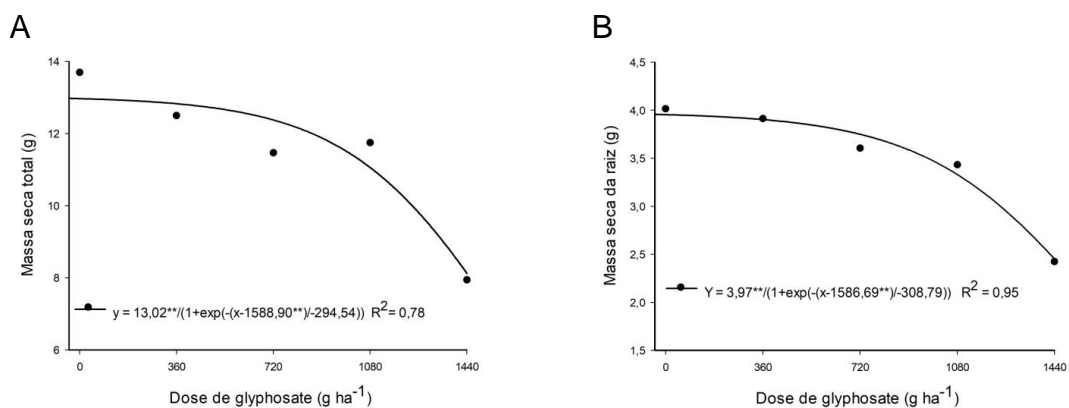 A
14
12
10
8
6
Massa seca total (g)
y = 13,02**/(1+exp(-(x-1588,90**)/-294,54)) R² = 0,78
0 360 720 1080 1440
Dose de glyphosate (g ha⁻¹)
B
4,5
4,0
3,5
3,0
2,5
2,0
1,5
Massa seca da raiz (g)
Y = 3,97**/(1+exp(-(x-1586,69**)/-308,79)) R² = 0,95
0 360 720 1080 1440
Dose de glyphosate (g ha⁻¹)